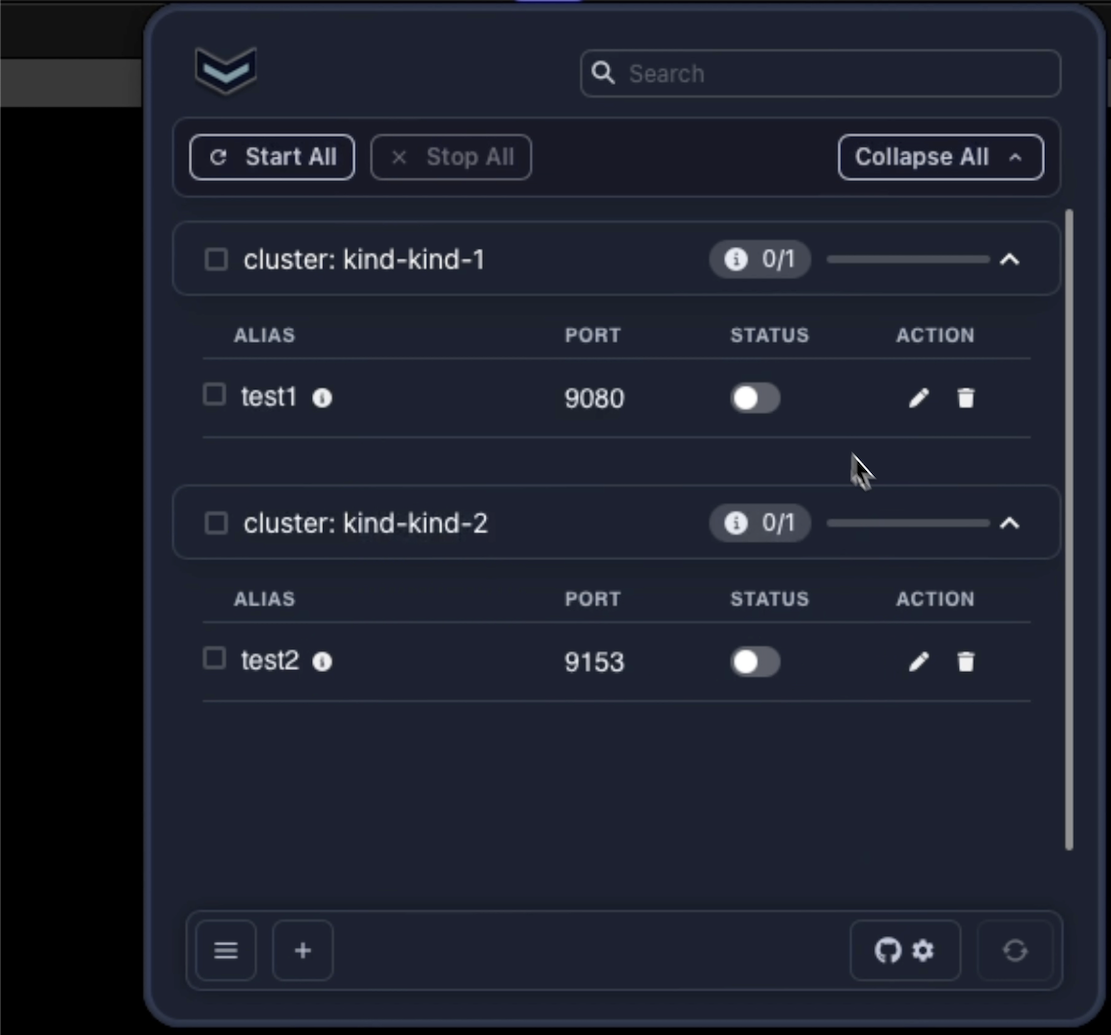 Search
Start All Stop All Collapse All
cluster: kind-kind-1 0/1
ALIAS PORT STATUS ACTION
test1 9080
cluster: kind-kind-2 0/1
ALIAS PORT STATUS ACTION
test2 9153